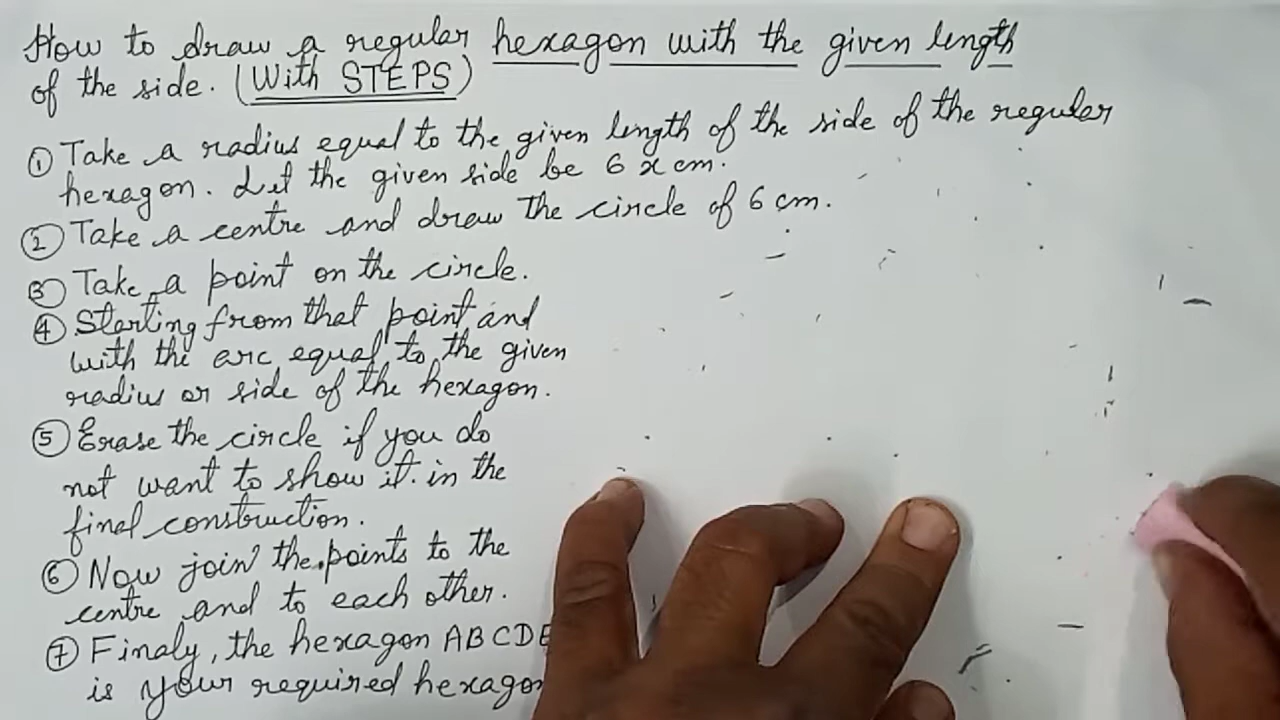 How to draw a regular hexagon with the given length
of the side. (With STEPS)
① Take a radius equal to the given length of the side of the regular
hexagon. Let the given side be 6 x cm.
② Take a centre and draw the circle of 6 cm.
③ Take a point on the circle.
④ Starting from that point and
with the arc equal to the given
radius or side of the hexagon.
⑤ Erase the circle if you do
not want to show it in the
final construction.
⑥ Now join the points to the
centre and to each other.
⑦ Finaly, the hexagon ABCDE
is your required hexagon